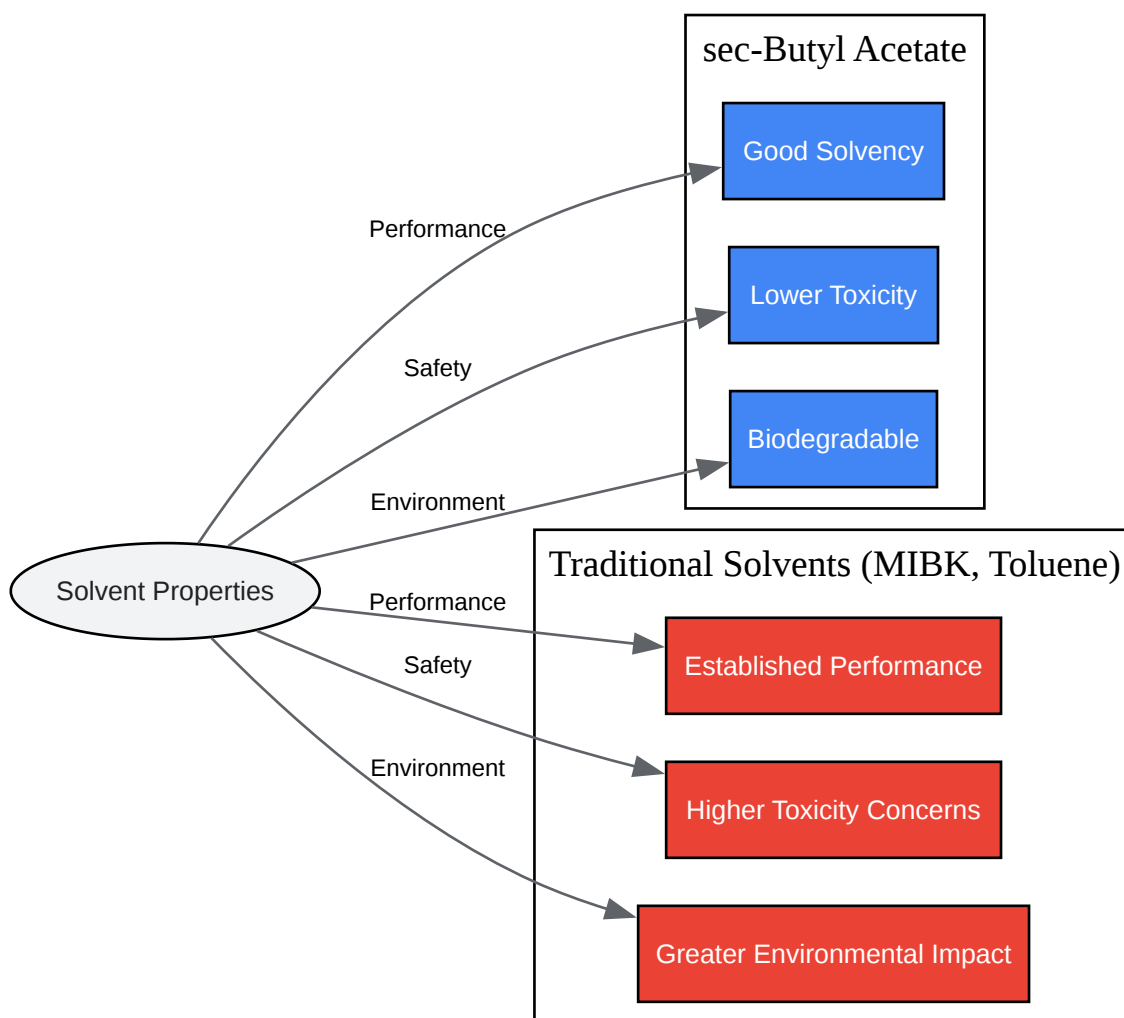 sec-Butyl Acetate
Good Solvency
Performance
Lower Toxicity
Safety
Biodegradable
Environment
Traditional Solvents (MIBK, Toluene)
Solvent Properties
Performance
Established Performance
Safety
Higher Toxicity Concerns
Environment
Greater Environmental Impact